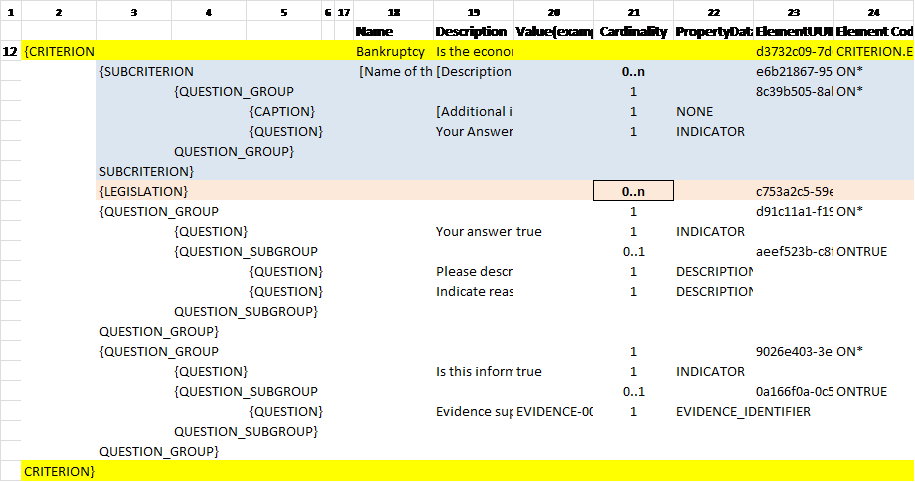 1 2 3 4 5 6 17 18 19 20 21 22 23 24
Name Description Value(exam Cardinality PropertyDat ElementUUI Element Cod
12 {CRITERION Bankruptcy Is the econo d3732c09-7d CRITERION.E
{SUBCRITERION [Name of th [Description 0..n e6b21867-95 ON*
{QUESTION_GROUP 1 8c39b505-8a ON*
{CAPTION} [Additional i 1 NONE
{QUESTION} Your Answer 1 INDICATOR
QUESTION_GROUP}
SUBCRITERION}
{LEGISLATION} 0..n c753a2c5-59e
{QUESTION_GROUP 1 d91c11a1-f19 ON*
{QUESTION} Your answer true 1 INDICATOR
{QUESTION_SUBGROUP 0..1 aeef523b-c8 ONTRUE
{QUESTION} Please descr 1 DESCRIPTION
{QUESTION} Indicate reas 1 DESCRIPTION
QUESTION_SUBGROUP}
QUESTION_GROUP}
{QUESTION_GROUP 1 9026e403-3e ON*
{QUESTION} Is this inform true 1 INDICATOR
{QUESTION_SUBGROUP 0..1 0a166f0a-0c5 ONTRUE
{QUESTION} Evidence sup EVIDENCE-00 1 EVIDENCE_IDENTIFIER
QUESTION_SUBGROUP}
QUESTION_GROUP}
CRITERION}